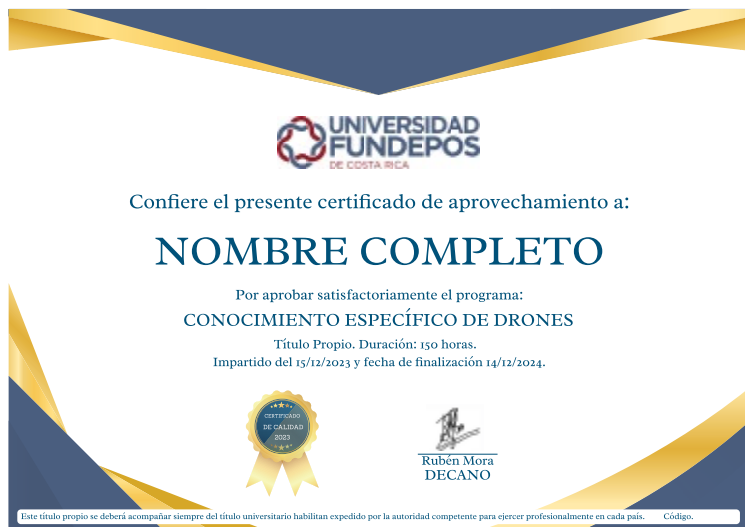 UNIVERSIDAD
FUNDEPOS
DE COSTA RICA
Confiere el presente certificado de aprovechamiento a:
NOMBRE COMPLETO
Por aprobar satisfactoriamente el programa:
CONOCIMIENTO ESPECÍFICO DE DRONES
Título Propio. Duración: 150 horas.
Impartido del 15/12/2023 y fecha de finalización 14/12/2024.
CERTIFICADO
DE CALIDAD
2023
Rubén Mora
DECANO
Este título propio se deberá acompañar siempre del título universitario habilitan expedido por la autoridad competente para ejercer profesionalmente en cada país. Código.